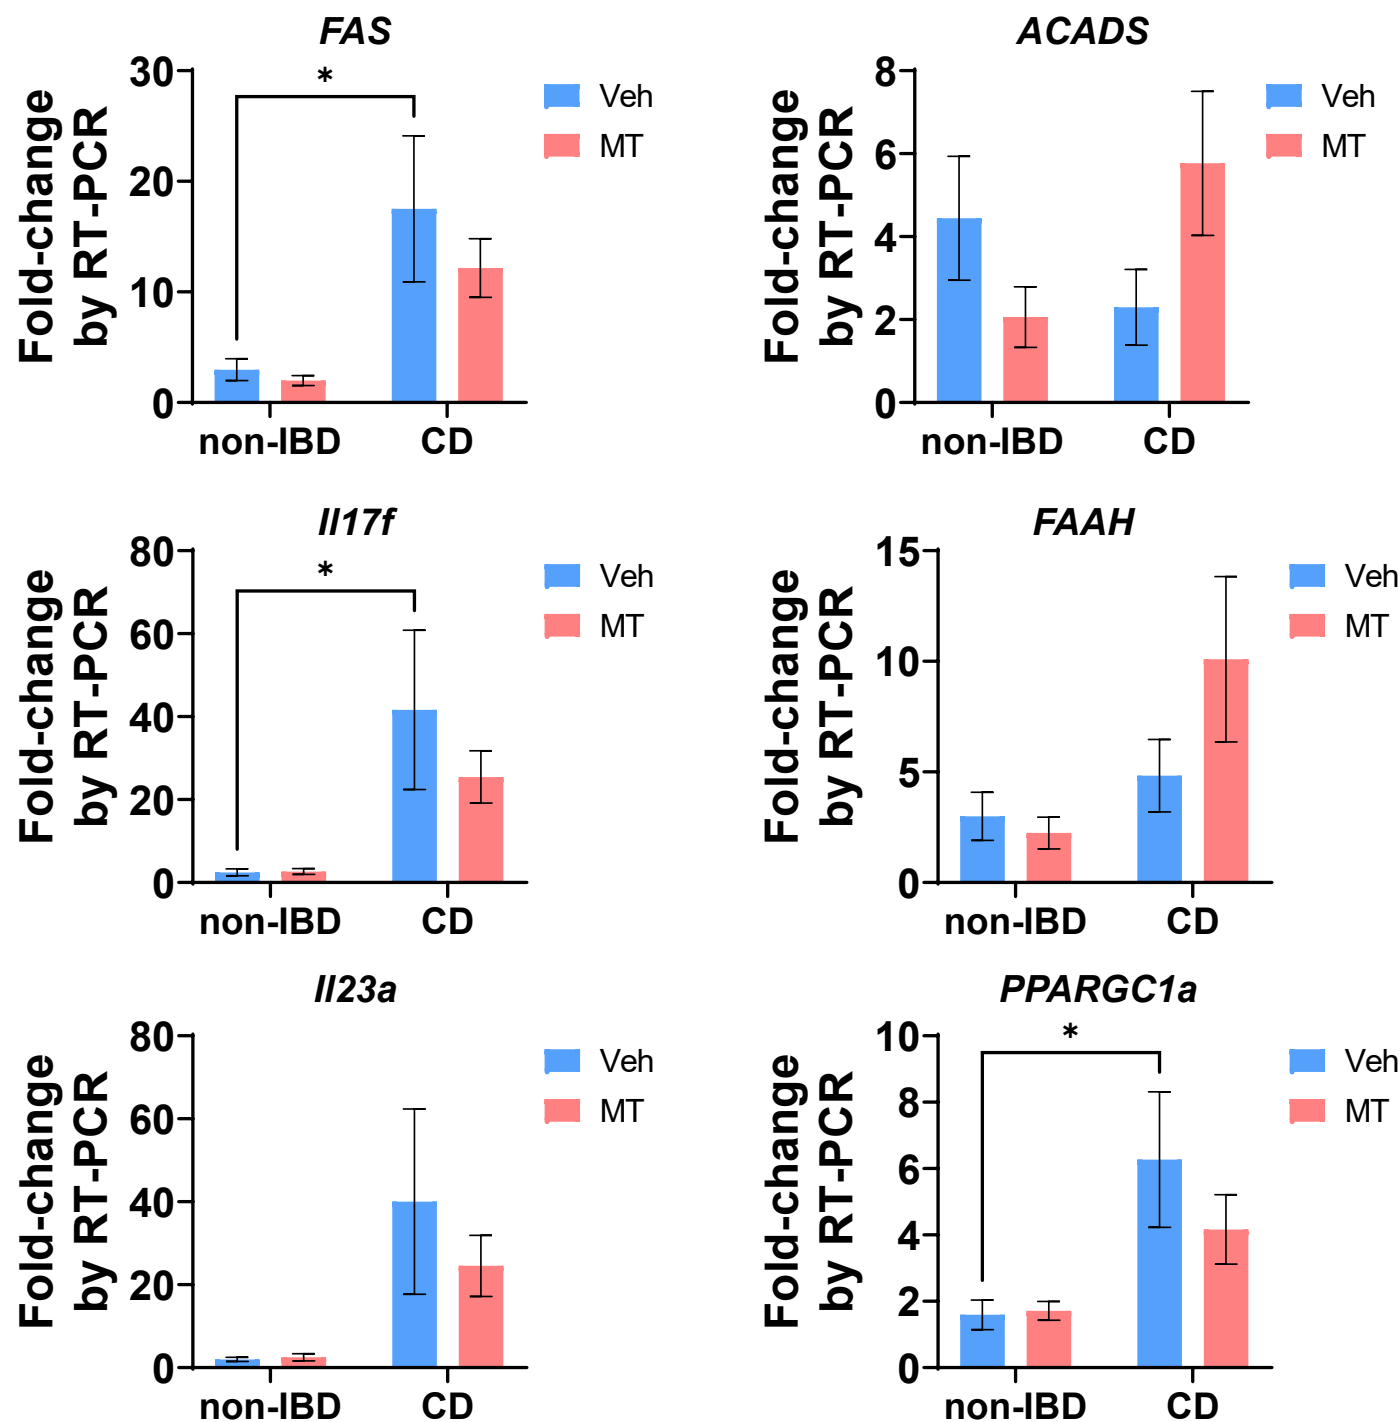 FAS
Fold-change
by RT-PCR
30
20
10
0
*
non-IBD
CD
Veh
MT
ACADS
Fold-change
by RT-PCR
8
6
4
2
0
non-IBD
CD
Veh
MT
Il17f
Fold-change
by RT-PCR
80
60
40
20
0
*
non-IBD
CD
Veh
MT
FAAH
Fold-change
by RT-PCR
15
10
5
0
non-IBD
CD
Veh
MT
Il23a
Fold-change
by RT-PCR
80
60
40
20
0
non-IBD
CD
Veh
MT
PPARGC1a
Fold-change
by RT-PCR
10
8
6
4
2
0
*
non-IBD
CD
Veh
MT